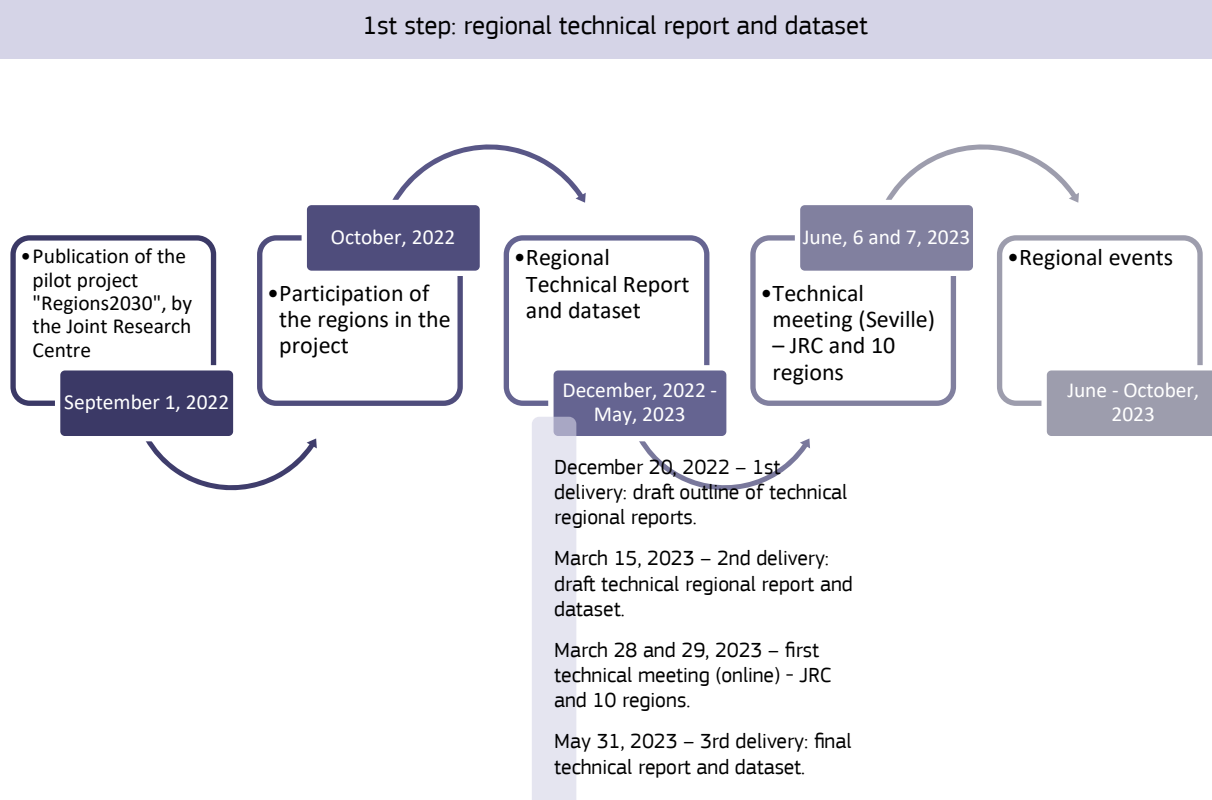 1st step: regional technical report and dataset
•Publication of the
pilot project
"Regions2030", by
the Joint Research
Centre
September 1, 2022
October, 2022
•Participation of
the regions in the
project
•Regional
Technical Report
and dataset
December, 2022 -
May, 2023
December 20, 2022 – 1st
delivery: draft outline of technical
regional reports.
March 15, 2023 – 2nd delivery:
draft technical regional report and
dataset.
March 28 and 29, 2023 – first
technical meeting (online) - JRC
and 10 regions.
May 31, 2023 – 3rd delivery: final
technical report and dataset.
June, 6 and 7, 2023
•Technical
meeting (Seville)
– JRC and 10
regions
•Regional events
June - October,
2023